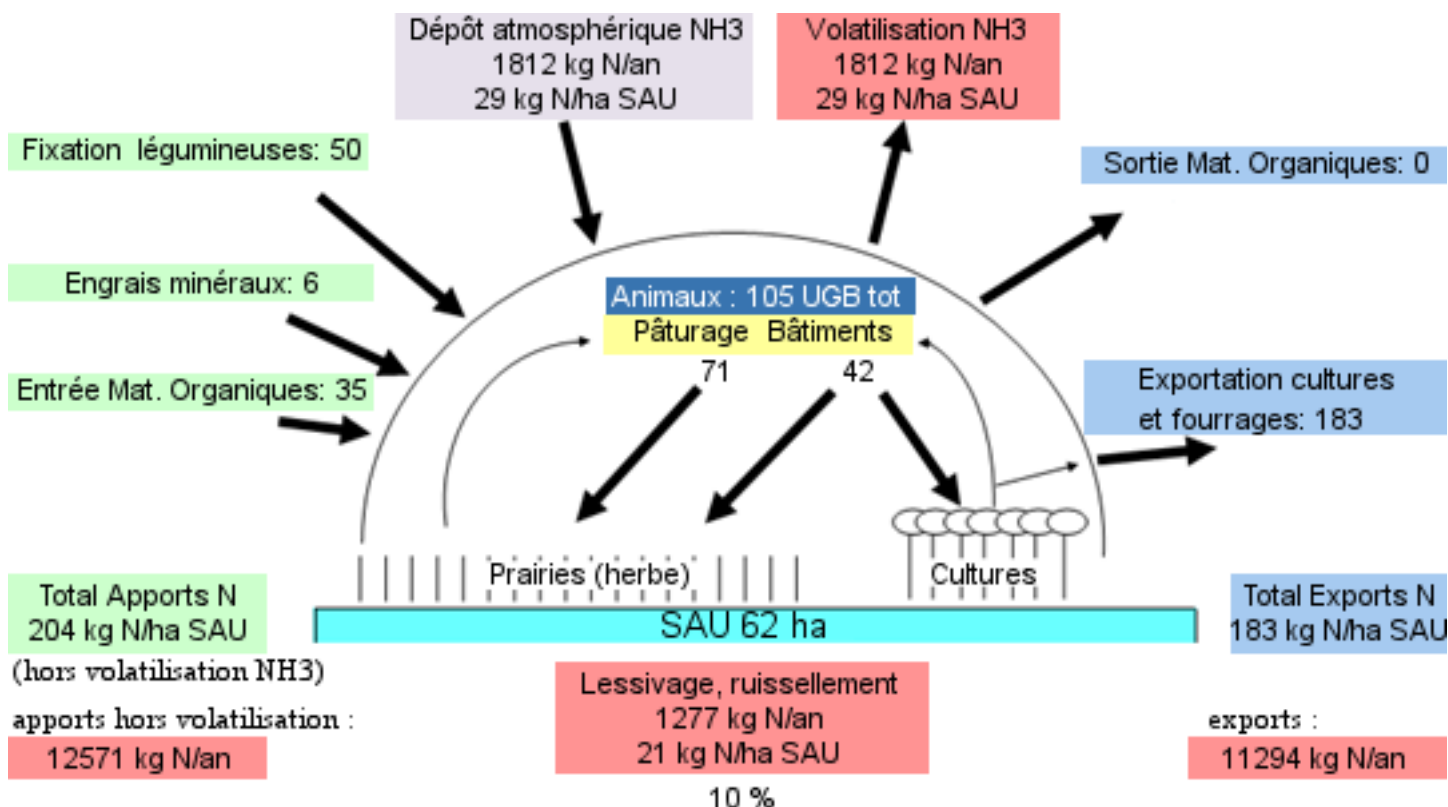 Dépôt atmosphérique NH3
1812 kg N/an
29 kg N/ha SAU
Volatilisation NH3
1812 kg N/an
29 kg N/ha SAU
Fixation légumineuses: 50
Sortie Mat. Organiques: 0
Engrais minéraux: 6
Animaux : 105 UGB tot
Pâturage Bâtiments
71 42
Entrée Mat. Organiques: 35
Exportation cultures
et fourrages: 183
Prairies (herbe)
Cultures
Total Apports N
204 kg N/ha SAU
(hors volatilisation NH3)
SAU 62 ha
Total Exports N
183 kg N/ha SAU
apports hors volatilisation :
12571 kg N/an
Lessivage, ruissellement
1277 kg N/an
21 kg N/ha SAU
10 %
exports :
11294 kg N/an